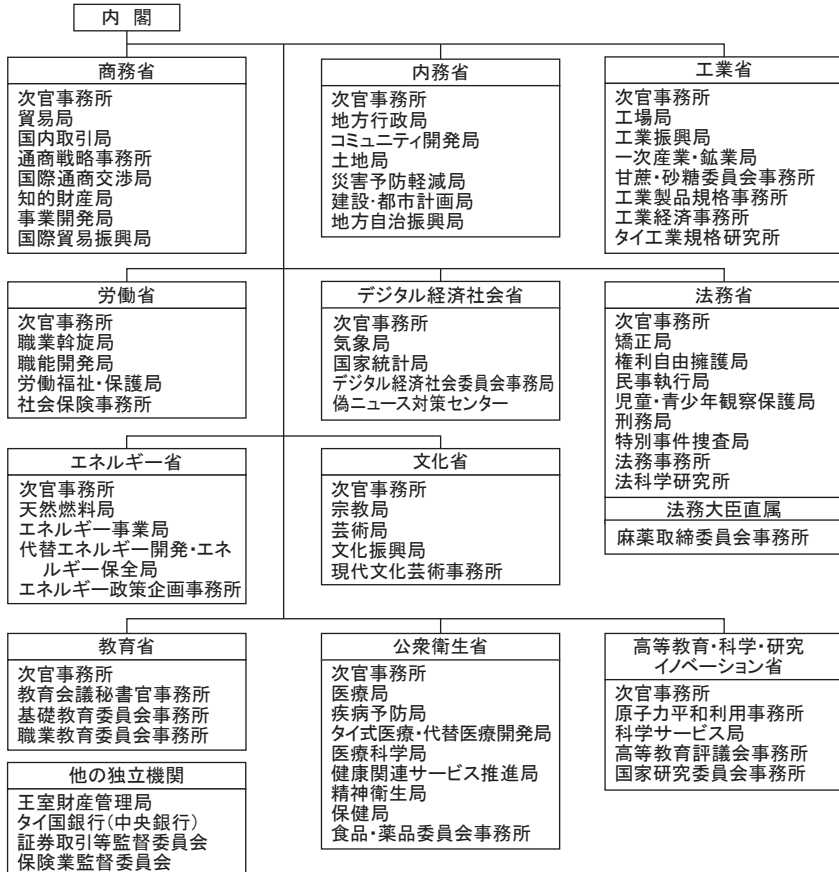 内 閣
商務省
次官事務所
貿易局
国内取引局
通商戦略事務所
国際通商交渉局
知的財産局
事業開発局
国際貿易振興局
内務省
次官事務所
地方行政局
コミュニティ開発局
土地局
災害予防軽減局
建設・都市計画局
地方自治振興局
工業省
次官事務所
工場局
工業振興局
一次産業・鉱業局
甘蔗・砂糖委員会事務所
工業製品規格事務所
工業経済事務所
タイ工業規格研究所
労働省
次官事務所
職業斡旋局
職能開発局
労働福祉・保護局
社会保険事務所
デジタル経済社会省
次官事務所
気象局
国家統計局
デジタル経済社会委員会事務局
偽ニュース対策センター
法務省
次官事務所
矯正局
権利自由擁護局
民事執行局
児童・青少年観察保護局
刑務局
特別事件捜査局
法務事務所
法科学研究所
法務大臣直属
麻薬取締委員会事務所
エネルギー省
次官事務所
天然燃料局
エネルギー事業局
代替エネルギー開発・エネ
ルギー保全局
エネルギー政策企画事務所
文化省
次官事務所
宗教局
芸術局
文化振興局
現代文化芸術事務所
教育省
次官事務所
教育会議秘書官事務所
基礎教育委員会事務所
職業教育委員会事務所
公衆衛生省
次官事務所
医療局
疾病予防局
タイ式医療・代替医療開発局
医療科学局
健康関連サービス推進局
精神衛生局
保健局
食品・薬品委員会事務所
高等教育・科学・研究
イノベーション省
次官事務所
原子力平和利用事務所
科学サービス局
高等教育評議会事務所
国家研究委員会事務所
他の独立機関
王室財産管理局
タイ国銀行(中央銀行)
証券取引等監督委員会
保険業監督委員会